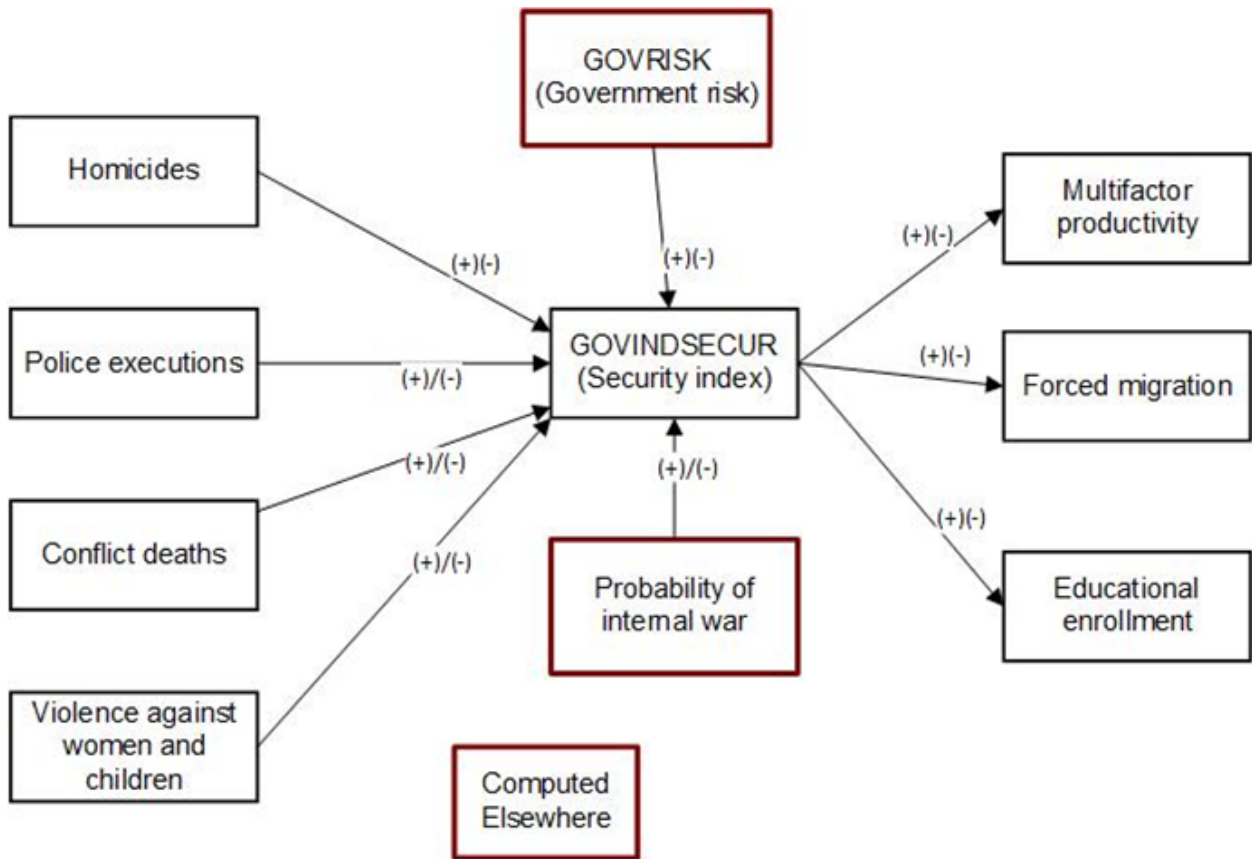 GOVRISK
(Government risk)
Homicides
Multifactor
productivity
(+)(-)
(+)(-)
(+)(-)
Police executions
(+)/(-)
GOVINDSECUR
(Security index)
(+)(-)
Forced migration
Conflict deaths
(+)/(-)
(+)/(-)
(+)(-)
(+)/(-)
Probability of
internal war
Educational
enrollment
Violence against
women and
children
Computed
Elsewhere